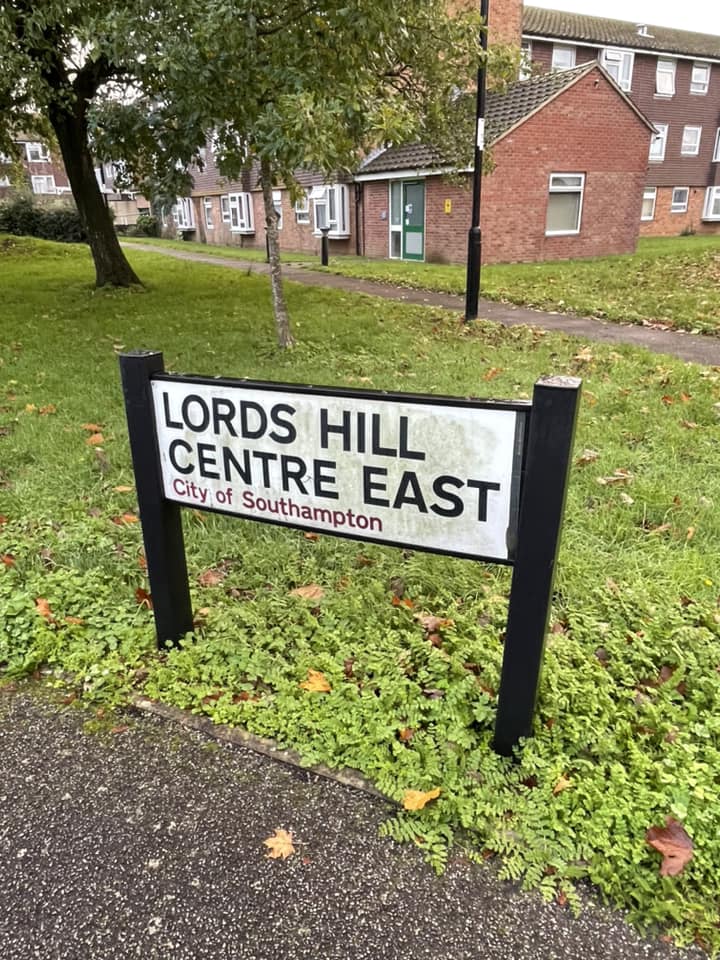 LORDS HILL
CENTRE EAST
City of Southampton